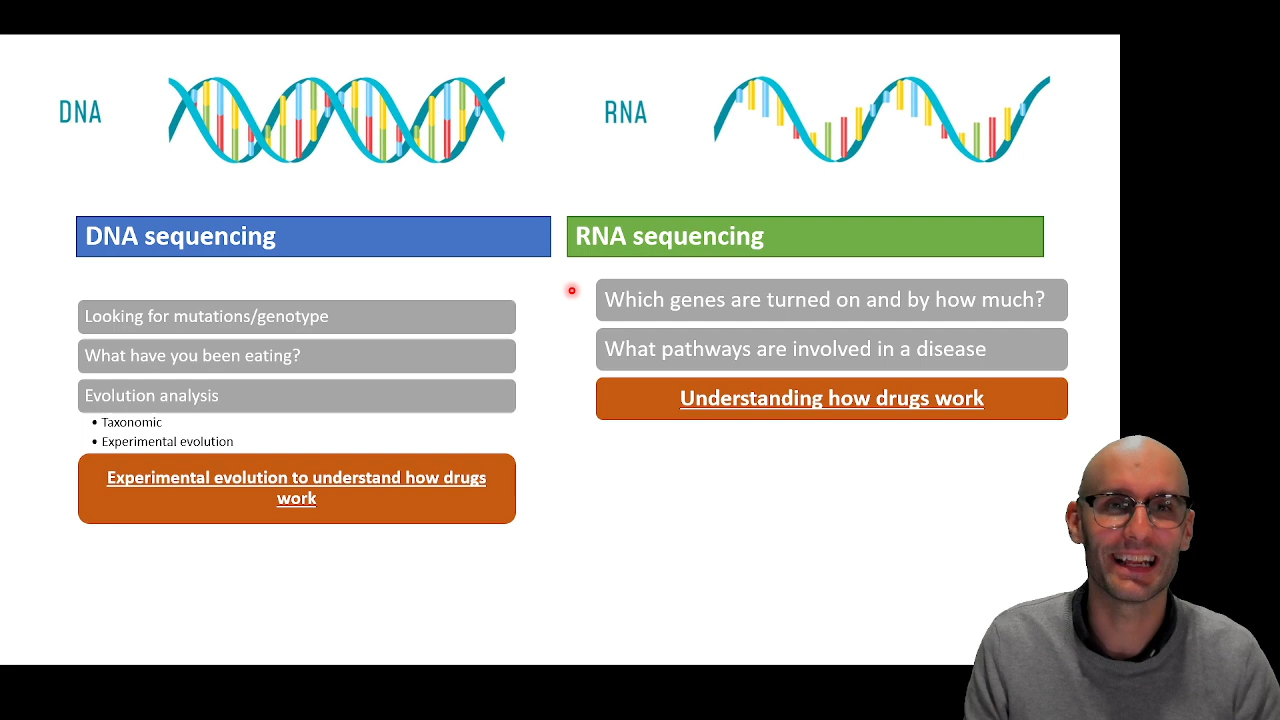 DNA
RNA
DNA sequencing
Looking for mutations/genotype
What have you been eating?
Evolution analysis
• Taxonomic
• Experimental evolution
Experimental evolution to understand how drugs
work
RNA sequencing
Which genes are turned on and by how much?
What pathways are involved in a disease
Understanding how drugs work